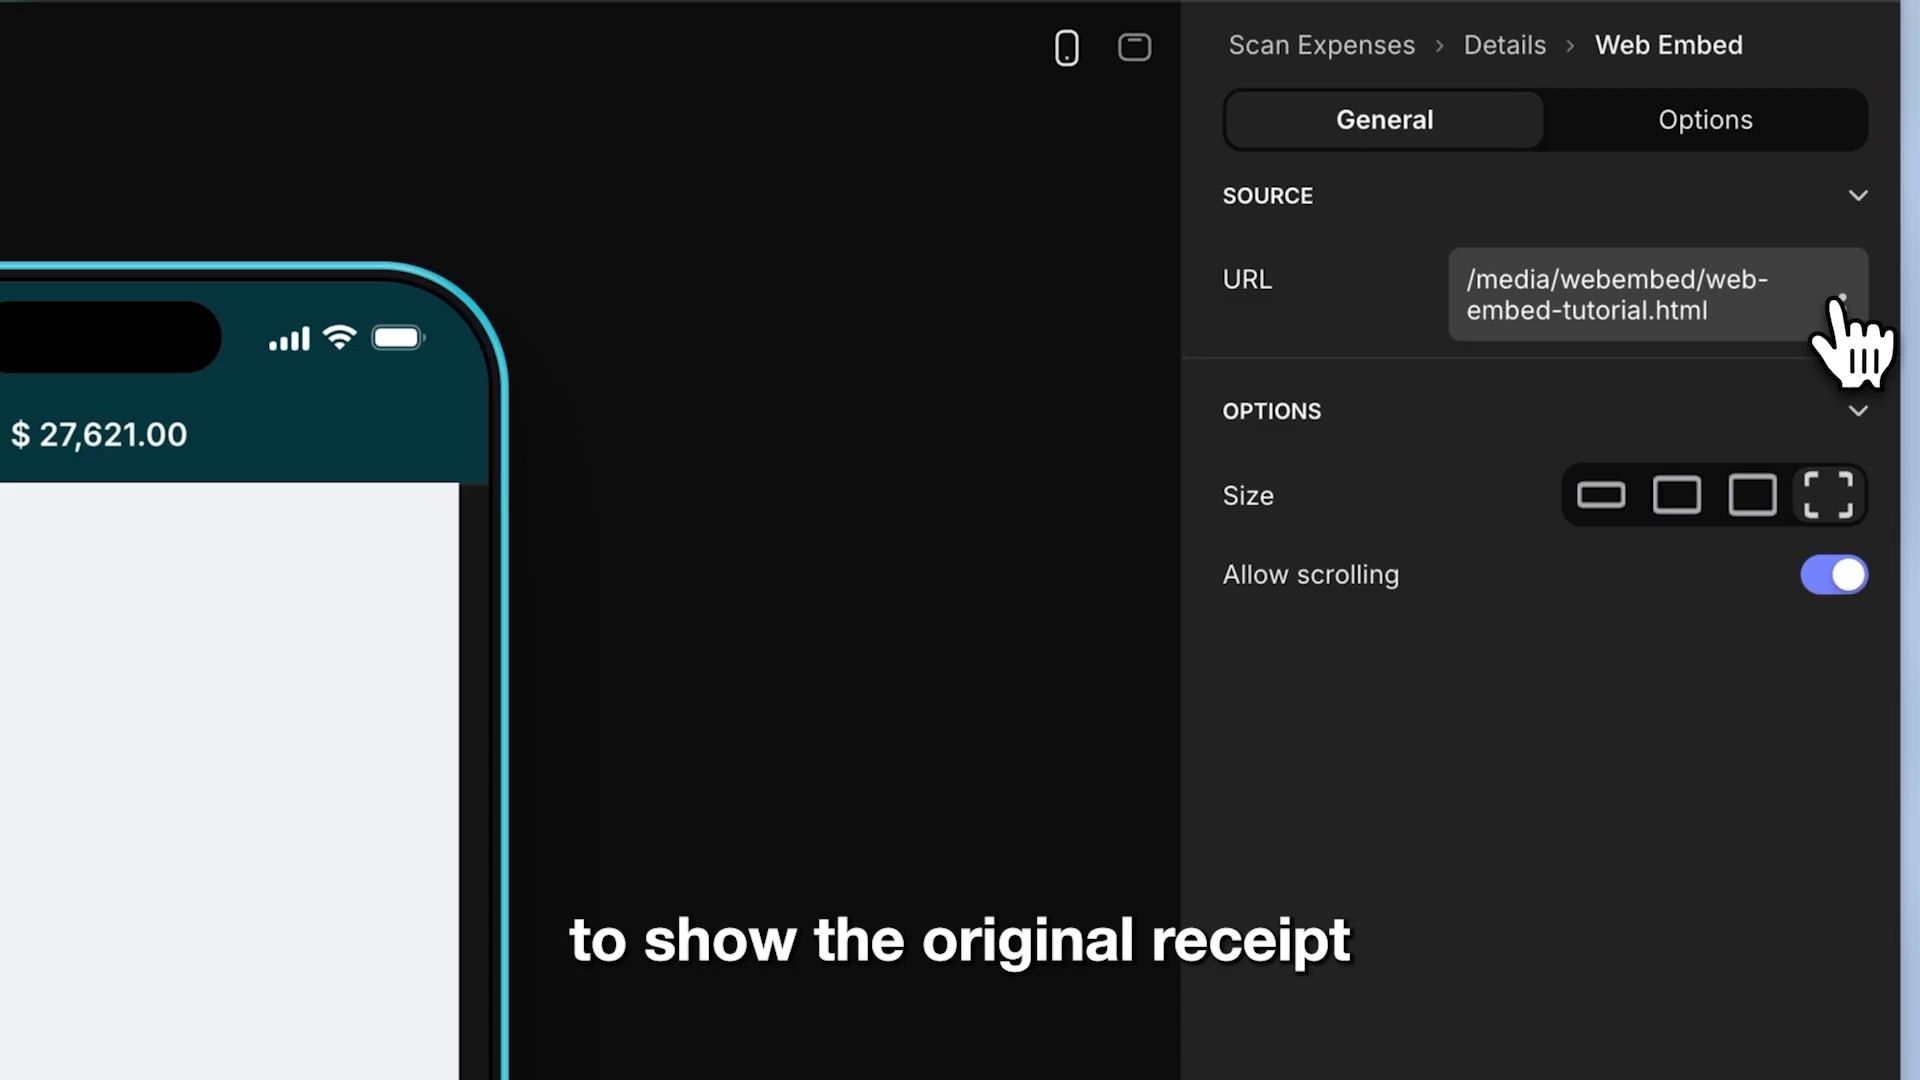 Scan Expenses › Details › Web Embed
General
Options
SOURCE
URL
/media/webembed/web-
embed-tutorial.html
$ 27,621.00
OPTIONS
Size
Allow scrolling
to show the original receipt